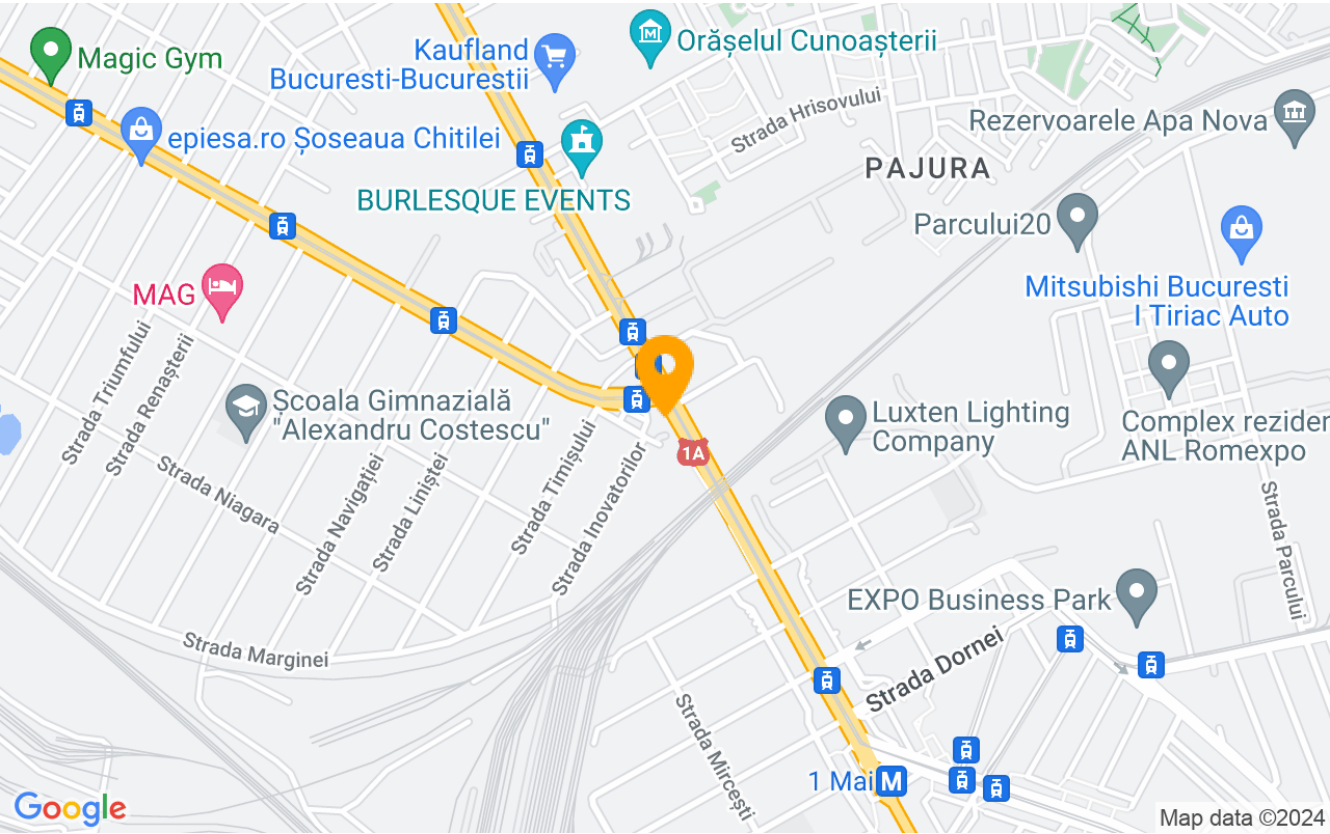 Magic Gym
Kaufland
Bucuresti-Bucurestii
Orășelul Cunoașterii
epiesa.ro Șoseaua Chitilei
Strada Hrisovului
Rezervoarele Apa Nova
PAJURA
BURLESQUE EVENTS
Parcului20
MAG
Mitsubishi Bucuresti
I Tiriac Auto
Strada Triumfului
Strada Renașterii
Școala Gimnazială
"Alexandru Costescu"
Luxten Lighting
Company
Complex reziden
ANL Romexpo
1A
Strada Niagara
Strada Navigației
Strada Liniștei
Strada Timișului
Strada Inovatorilor
Strada Parcului
EXPO Business Park
Strada Marginei
Strada Dornei
Strada Mircești
1 Mai
M
Google
Map data ©2024